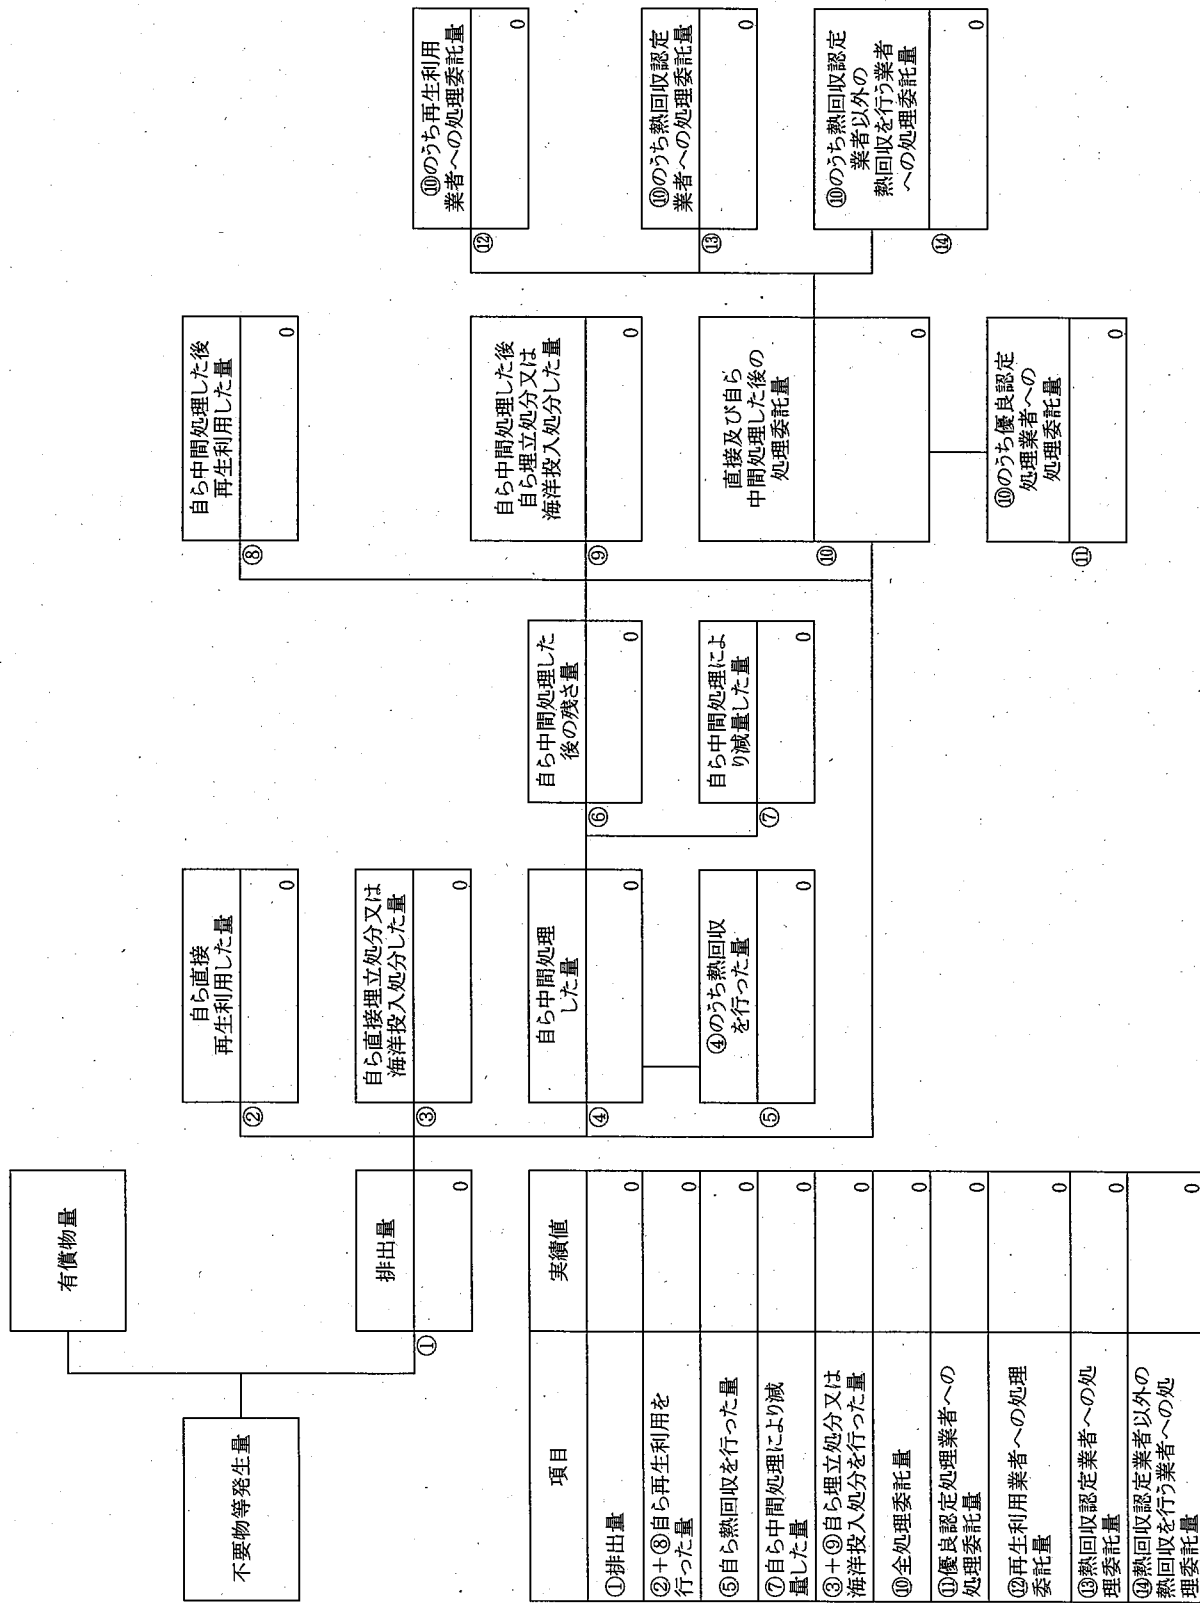 不要物等発生量
有償物量
排出量
①
0
②
自ら直接
再生利用した量
0
③
自ら直接埋立処分又は
海洋投入処分した量
0
④
自ら中間処理
した量
0
⑤
④のうち熱回収
を行った量
0
⑥
自ら中間処理した
後の残さ量
0
⑦
自ら中間処理によ
り減量した量
0
⑧
自ら中間処理した後
再生利用した量
0
⑨
自ら中間処理した後
自ら埋立処分又は
海洋投入処分した量
0
⑩
直接及び自ら
中間処理した後の
処理委託量
0
⑪
⑩のうち優良認定
処理業者への
処理委託量
0
⑫
⑩のうち再生利用
業者への処理委託量
0
⑬
⑩のうち熱回収認定
業者への処理委託量
0
⑭
⑩のうち熱回収認定
業者以外の
熱回収を行う業者
への処理委託量
0
項目 実績値
①排出量 0
②+⑧自ら再生利用を
行った量 0
⑤自ら熱回収を行った量 0
⑦自ら中間処理により減
量した量 0
③+⑨自ら埋立処分又は
海洋投入処分を行った量 0
⑩全処理委託量 0
⑪優良認定処理業者への
処理委託量 0
⑫再生利用業者への処理
委託量 0
⑬熱回収認定業者への処
理委託量 0
⑭熱回収認定業者以外の
熱回収を行う業者への処
理委託量 0